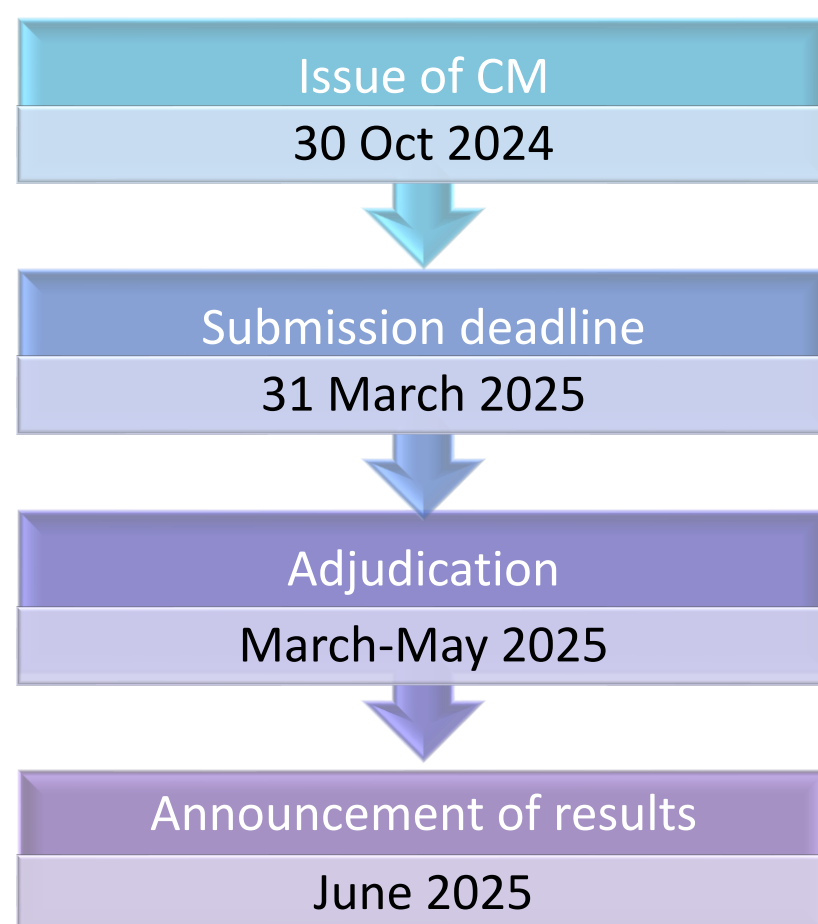 Issue of CM
30 Oct 2024
Submission deadline
31 March 2025
Adjudication
March-May 2025
Announcement of results
June 2025